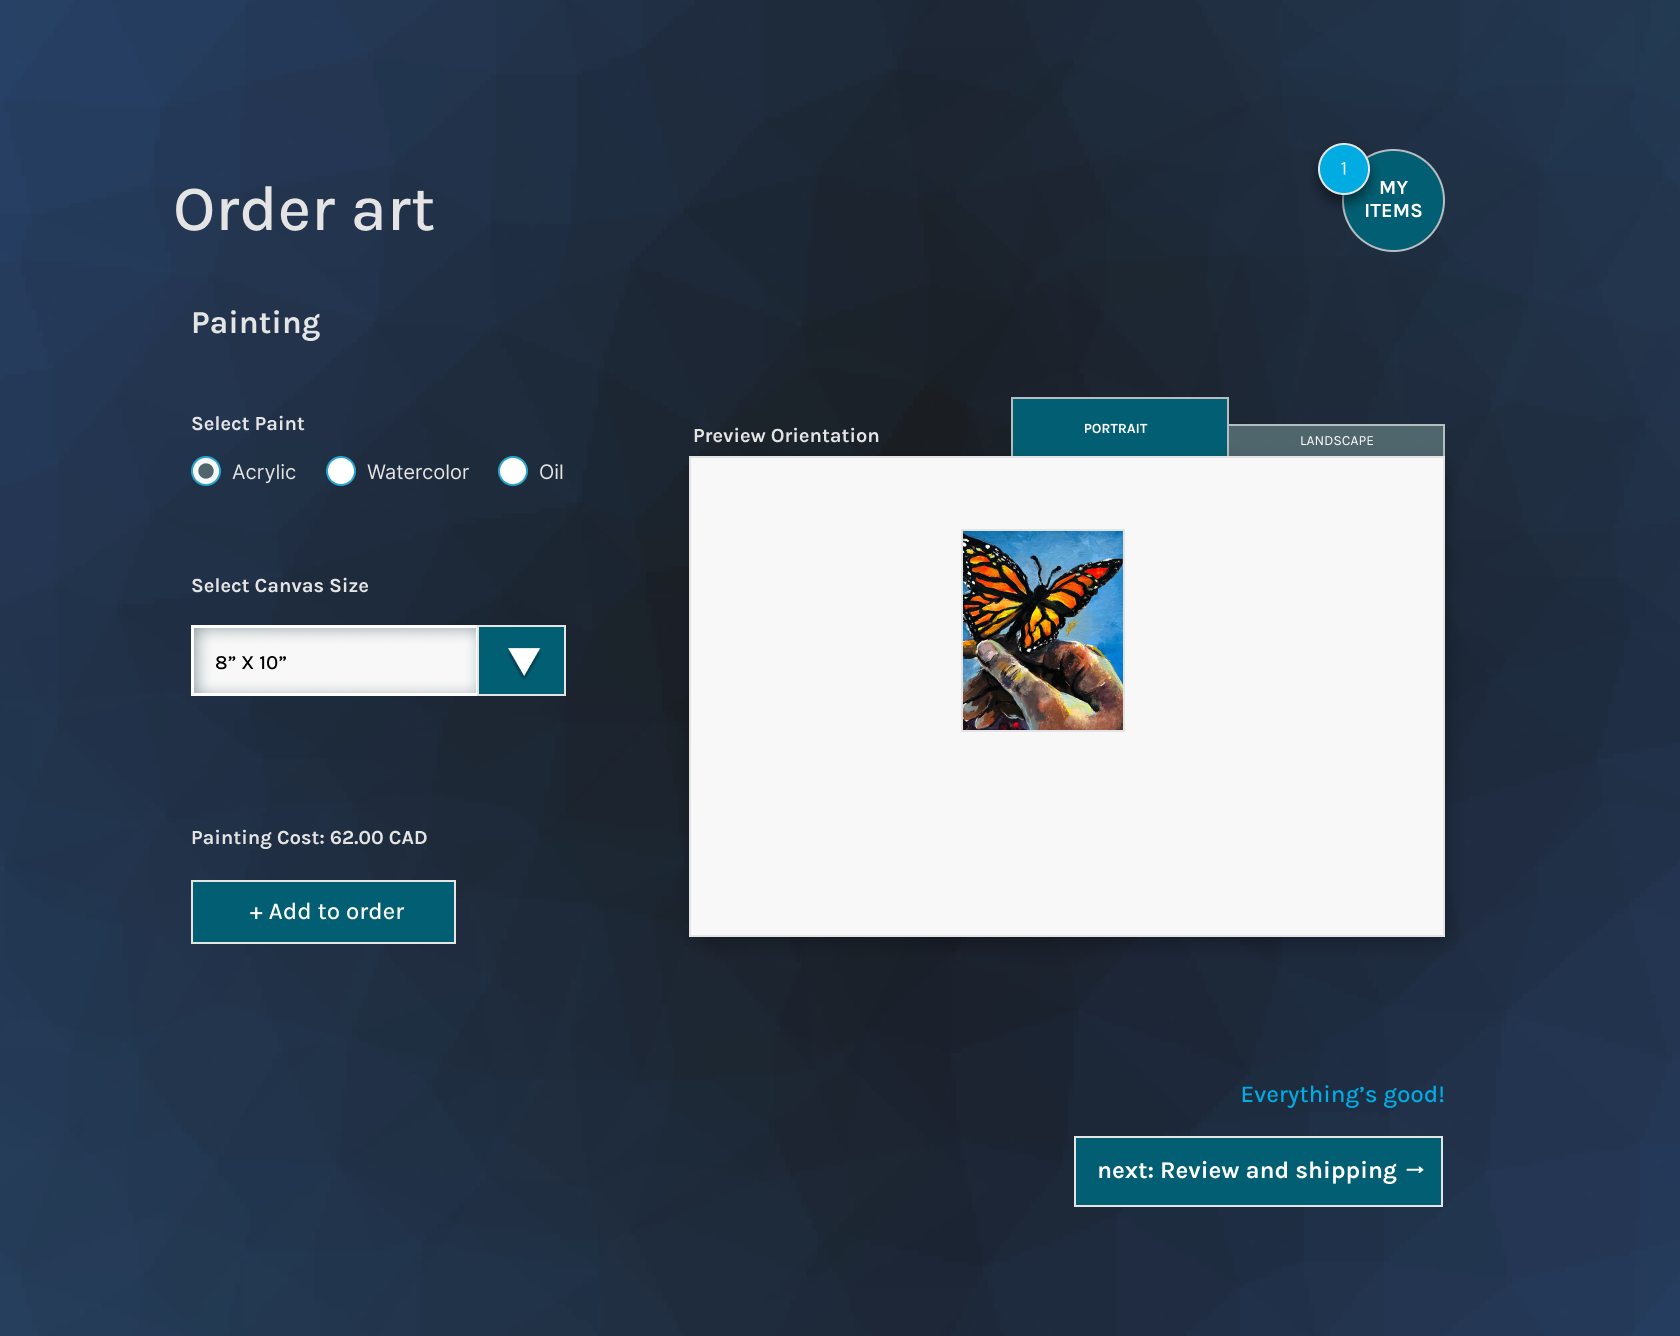 1
MY
ITEMS
Order art
Painting
Select Paint
Acrylic
Watercolor
Oil
Preview Orientation
PORTRAIT
LANDSCAPE
Select Canvas Size
8” X 10”
Painting Cost: 62.00 CAD
+ Add to order
Everything’s good!
next: Review and shipping →